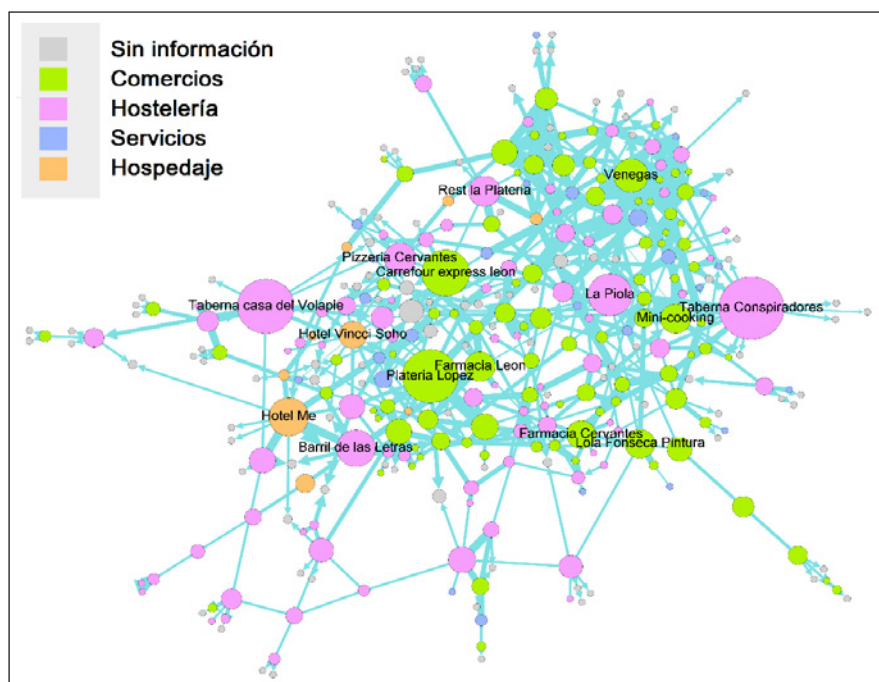 Sin información
Comercios
Hostelería
Servicios
Hospedaje
Venegas
Rest la Plateria
Pizzeria Cervantes
Carrefour express leon
Taberna casa del Volapie
La Piola
Taberna Conspiradores
Mini-cooking
Hotel Vincci Soho
Farmacia Leon
Plateria Lopez
Hotel Me
Farmacia Cervantes
Lola Fonseca Pintura
Barril de las Letras